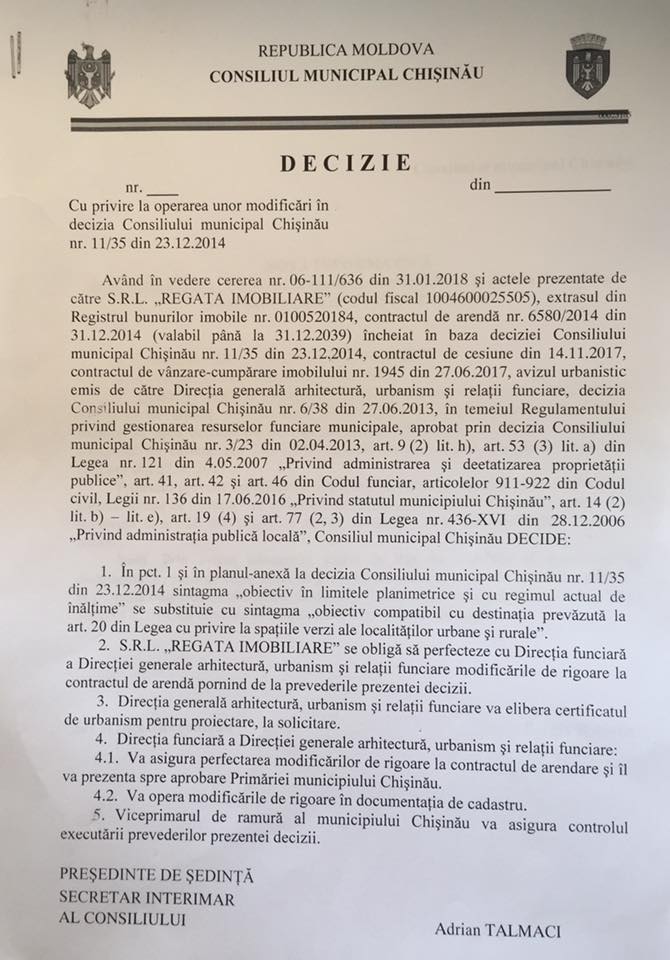 REPUBLICA MOLDOVA
CONSILIUL MUNICIPAL CHIŞINĂU
DECIZIE
nr. ____ din ____________
Cu privire la operarea unor modificări în
decizia Consiliului municipal Chişinău
nr. 11/35 din 23.12.2014
Având în vedere cererea nr. 06-111/636 din 31.01.2018 şi actele prezentate de
către S.R.L. „REGATA IMOBILIARE” (codul fiscal 1004600025505), extrasul din
Registrul bunurilor imobile nr. 0100520184, contractul de arendă nr. 6580/2014 din
31.12.2014 (valabil până la 31.12.2039) încheiat în baza deciziei Consiliului
municipal Chişinău nr. 11/35 din 23.12.2014, contractul de cesiune din 14.11.2017,
contractul de vânzare-cumpărare imobilului nr. 1945 din 27.06.2017, avizul urbanistic
emis de către Direcţia generală arhitectură, urbanism şi relaţii funciare, decizia
Consiliului municipal Chişinău nr. 6/38 din 27.06.2013, în temeiul Regulamentului
privind gestionarea resurselor funciare municipale, aprobat prin decizia Consiliului
municipal Chişinău nr. 3/23 din 02.04.2013, art. 9 (2) lit. h), art. 53 (3) lit. a) din
Legea nr. 121 din 4.05.2007 „Privind administrarea şi deetatizarea proprietăţii
publice”, art. 41, art. 42 şi art. 46 din Codul funciar, articolelor 911-922 din Codul
civil, Legii nr. 136 din 17.06.2016 „Privind statutul municipiului Chişinău”, art. 14 (2)
lit. b) – lit. e), art. 19 (4) şi art. 77 (2, 3) din Legea nr. 436-XVI din 28.12.2006
„Privind administraţia publică locală”, Consiliul municipal Chişinău DECIDE:
1. În pct. 1 şi în planul-anexă la decizia Consiliului municipal Chişinău nr. 11/35
din 23.12.2014 sintagma „obiectiv în limitele planimetrice şi cu regimul actual de
înălţime” se substituie cu sintagma „obiectiv compatibil cu destinaţia prevăzută la
art. 20 din Legea cu privire la spaţiile verzi ale localităţilor urbane şi rurale”.
2. S.R.L. „REGATA IMOBILIARE” se obligă să perfecteze cu Direcţia funciară
a Direcţiei generale arhitectură, urbanism şi relaţii funciare modificările de rigoare la
contractul de arendă pornind de la prevederile prezentei decizii.
3. Direcţia generală arhitectură, urbanism şi relaţii funciare va elibera certificatul
de urbanism pentru proiectare, la solicitare.
4. Direcţia funciară a Direcţiei generale arhitectură, urbanism şi relaţii funciare:
4.1. Va asigura perfectarea modificărilor de rigoare la contractul de arendare şi îl
va prezenta spre aprobare Primăriei municipiului Chişinău.
4.2. Va opera modificările de rigoare în documentaţia de cadastru.
5. Viceprimarul de ramură al municipiului Chişinău va asigura controlul
executării prevederilor prezentei decizii.
PREŞEDINTE DE ŞEDINŢĂ
SECRETAR INTERIMAR
AL CONSILIULUI
Adrian TALMACI